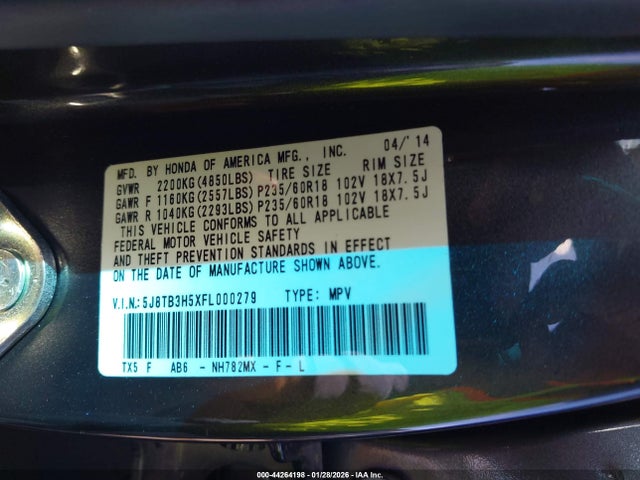 MFD. BY HONDA OF AMERICA MFG., INC. 04/'14
GVWR 2200KG(4850LBS) TIRE SIZE RIM SIZE
GAWR F 1160KG(2557LBS)P235/60R18 102V 18X7.5J
GAWR R 1040KG(2293LBS)P235/60R18 102V 18X7.5J
THIS VEHICLE CONFORMS TO ALL APPLICABLE
FEDERAL MOTOR VEHICLE SAFETY
AND THEFT PREVENTION STANDARDS IN EFFECT
ON THE DATE OF MANUFACTURE SHOWN ABOVE.
V.I.N.: 5J8TB3H5XFL000279 TYPE: MPV
TX5 F AB6 - NH782MX - F - L
000-44264198 | 01/28/2026 | IAA Inc.